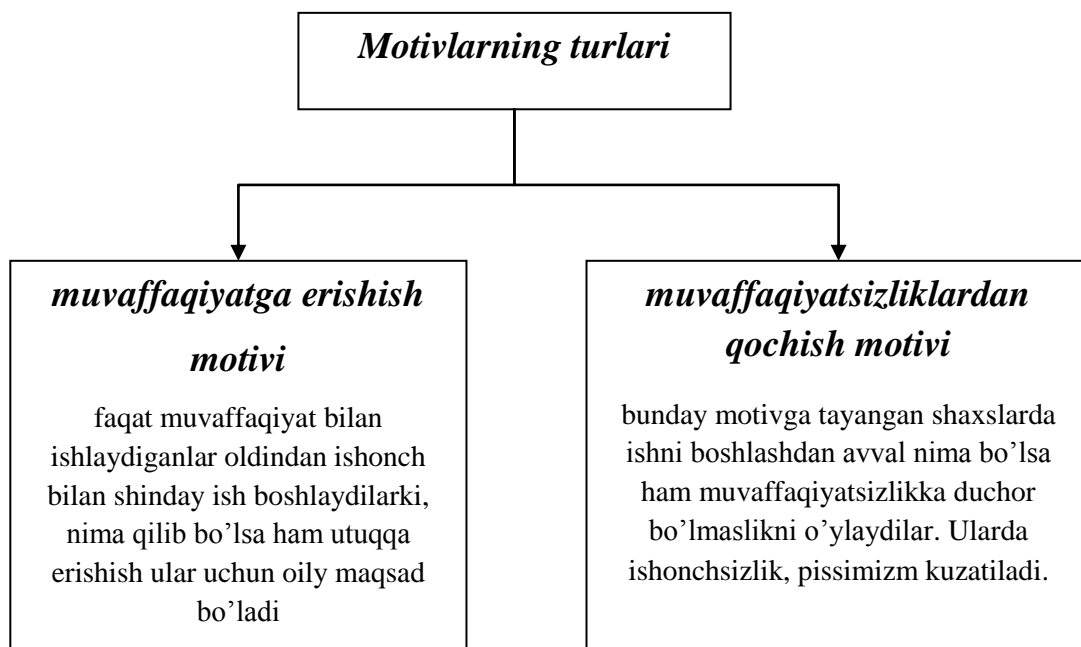 Motivlarning turlari
muvaffaqiyatga erishish
motivi
faqat muvaffaqiyat bilan
ishlaydiganlar oldindan ishonch
bilan shinday ish boshlaydilarki,
nima qilib bo’lsa ham utuqqa
erishish ular uchun oily maqsad
bo’ladi
muvaffaqiyatsizliklardan
qochish motivi
bunday motivga tayangan shaxslarda
ishni boshlashdan avval nima bo’lsa
ham muvaffaqiyatsizlikka duchor
bo’lmaslikni o’ylaydilar. Ularda
ishonchsizlik, pissimizm kuzatiladi.